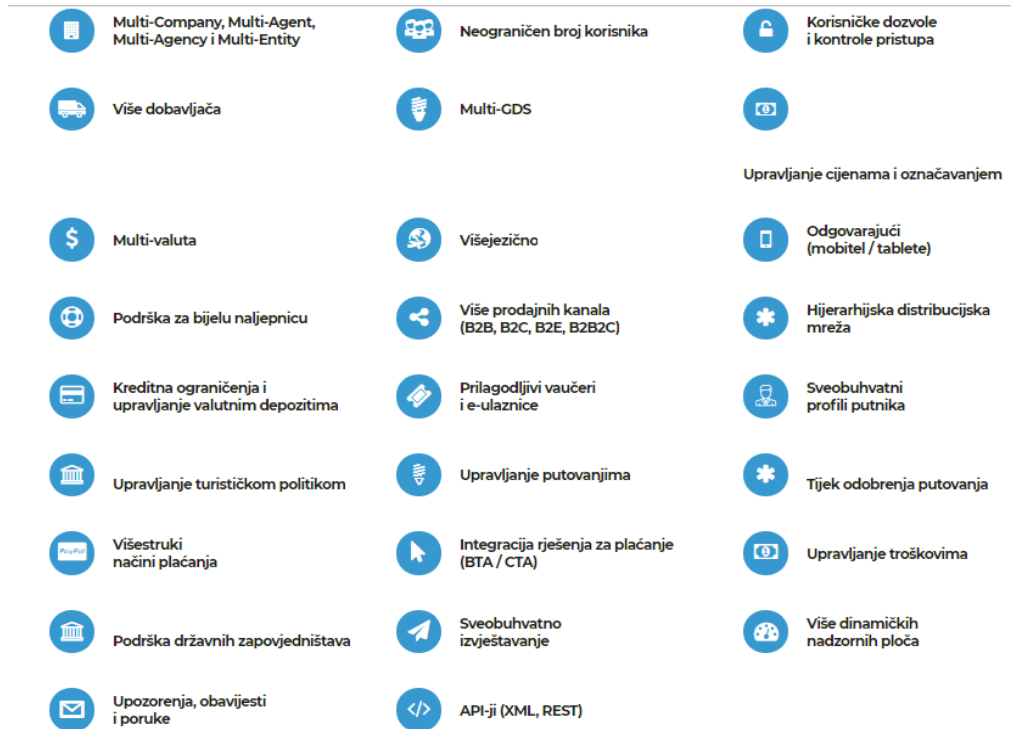 Multi-Company, Multi-Agent,
Multi-Agency i Multi-Entity
Neograničen broj korisnika
Korisničke dozvole
i kontrole pristupa
Više dobavljača
Multi-GDS
Upravljanje cijenama i označavanjem
Multi-valuta
Višejezično
Odgovarajući
(mobitel / tablete)
Podrška za bijelu naljepnicu
Više prodajnih kanala
(B2B, B2C, B2E, B2B2C)
Hijerarhijska distribucijska
mreža
Kreditna ograničenja i
upravljanje valutnim depozitima
Prilagodljivi vaučeri
i e-ulaznice
Sveobuhvatni
profili putnika
Upravljanje turističkom politikom
Upravljanje putovanjima
Tijek odobrenja putovanja
PayPal
Višestruki
načini plaćanja
Integracija rješenja za plaćanje
(BTA / CTA)
Upravljanje troškovima
Podrška državnih zapovjedništava
Sveobuhvatno
izvještavanje
Više dinamičkih
nadzornih ploča
Upozorenja, obavijesti
i poruke
</>
API-ji (XML, REST)